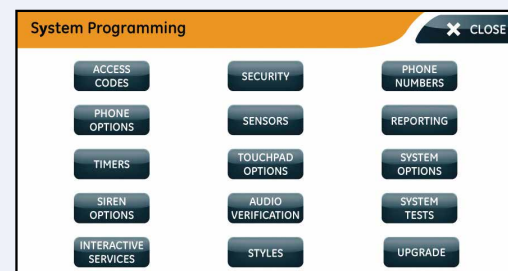 System Programming
CLOSE
ACCESS
CODES
SECURITY
PHONE
NUMBERS
PHONE
OPTIONS
SENSORS
REPORTING
TIMERS
TOUCHPAD
OPTIONS
SYSTEM
OPTIONS
SIREN
OPTIONS
AUDIO
VERIFICATION
SYSTEM
TESTS
INTERACTIVE
SERVICES
STYLES
UPGRADE